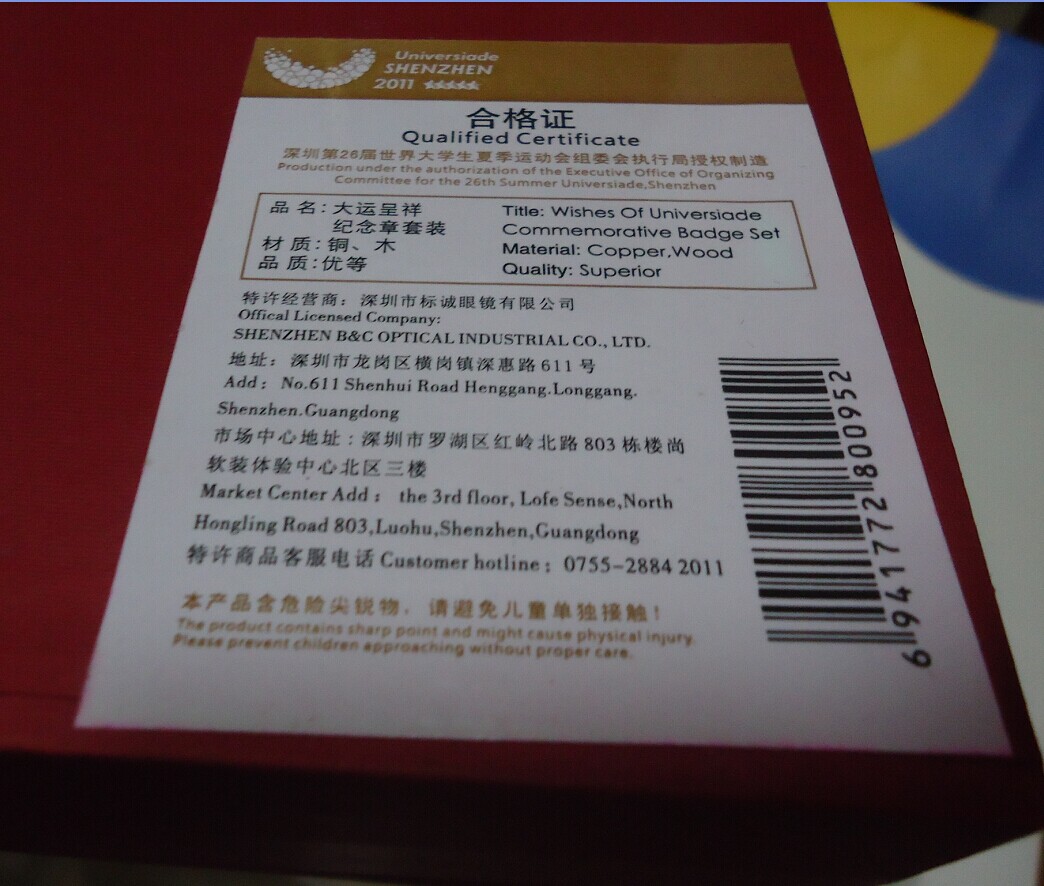 Universiade
SHENZHEN
2011
合格证
Qualified Certificate
深圳第26届世界大学生夏季运动会组委会执行局授权制造
Production under the authorization of the Executive Office of Organizing
Committee for the 26th Summer Universiade,Shenzhen
品 名:大运呈祥
纪念章套装
材 质:铜、木
品 质:优等
Title: Wishes Of Universiade
Commemorative Badge Set
Material: Copper,Wood
Quality: Superior
特许经营商：深圳市标诚眼镜有限公司
Offical Licensed Company:
SHENZHEN B&C OPTICAL INDUSTRIAL CO., LTD.
地址：深圳市龙岗区横岗镇深惠路611号
Add： No.611 Shenhui Road Henggang.Longgang.
Shenzhen.Guangdong
市场中心地址：深圳市罗湖区红岭北路803栋楼尚
软装体验中心北区三楼
Market Center Add： the 3rd floor, Lofe Sense,North
Hongling Road 803,Luohu,Shenzhen,Guangdong
特许商品客服电话 Customer hotline：0755-2884 2011
本产品含危险尖锐物，请避免儿童单独接触！
The product contains sharp point and might cause physical injury.
Please prevent children approaching without proper care.
6 941772 800952